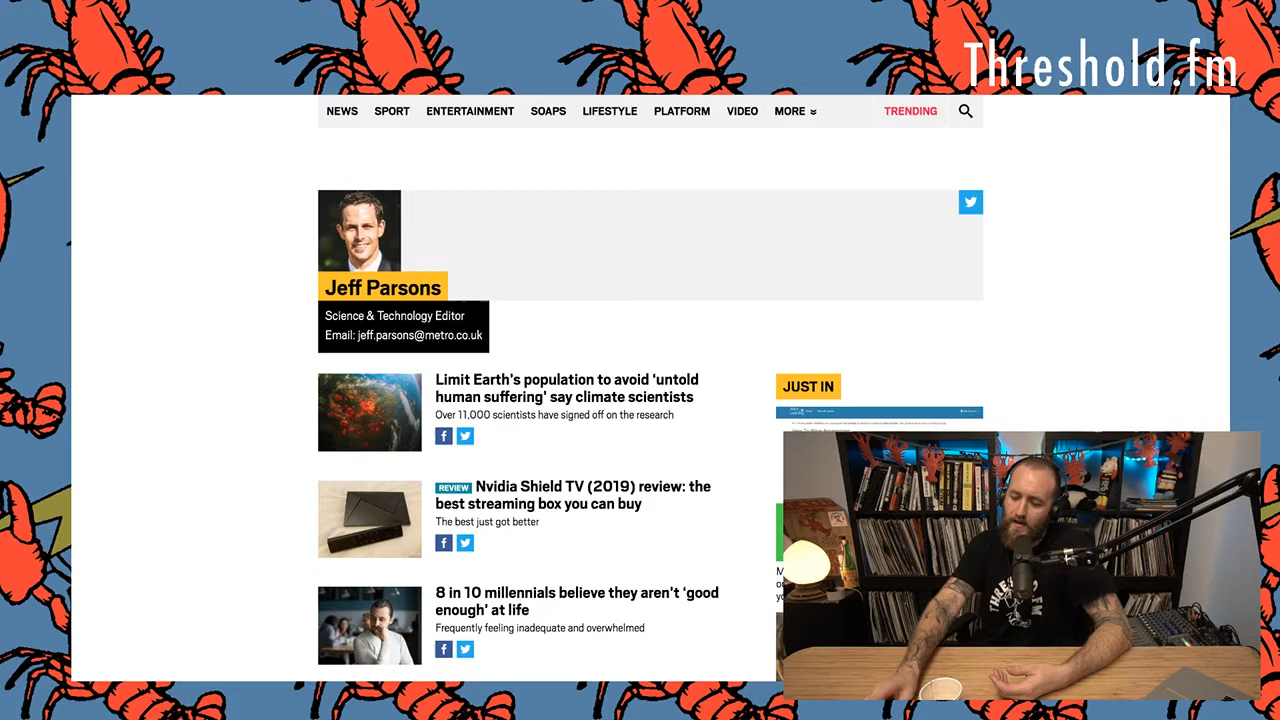 Threshold.fm
NEWS SPORT ENTERTAINMENT SOAPS LIFESTYLE PLATFORM VIDEO MORE TRENDING
Jeff Parsons
Science & Technology Editor
Email: jeff.parsons@metro.co.uk
Limit Earth's population to avoid ‘untold
human suffering’ say climate scientists
Over 11,000 scientists have signed off on the research
REVIEW Nvidia Shield TV (2019) review: the
best streaming box you can buy
The best just got better
8 in 10 millennials believe they aren’t ‘good
enough’ at life
Frequently feeling inadequate and overwhelmed
JUST IN